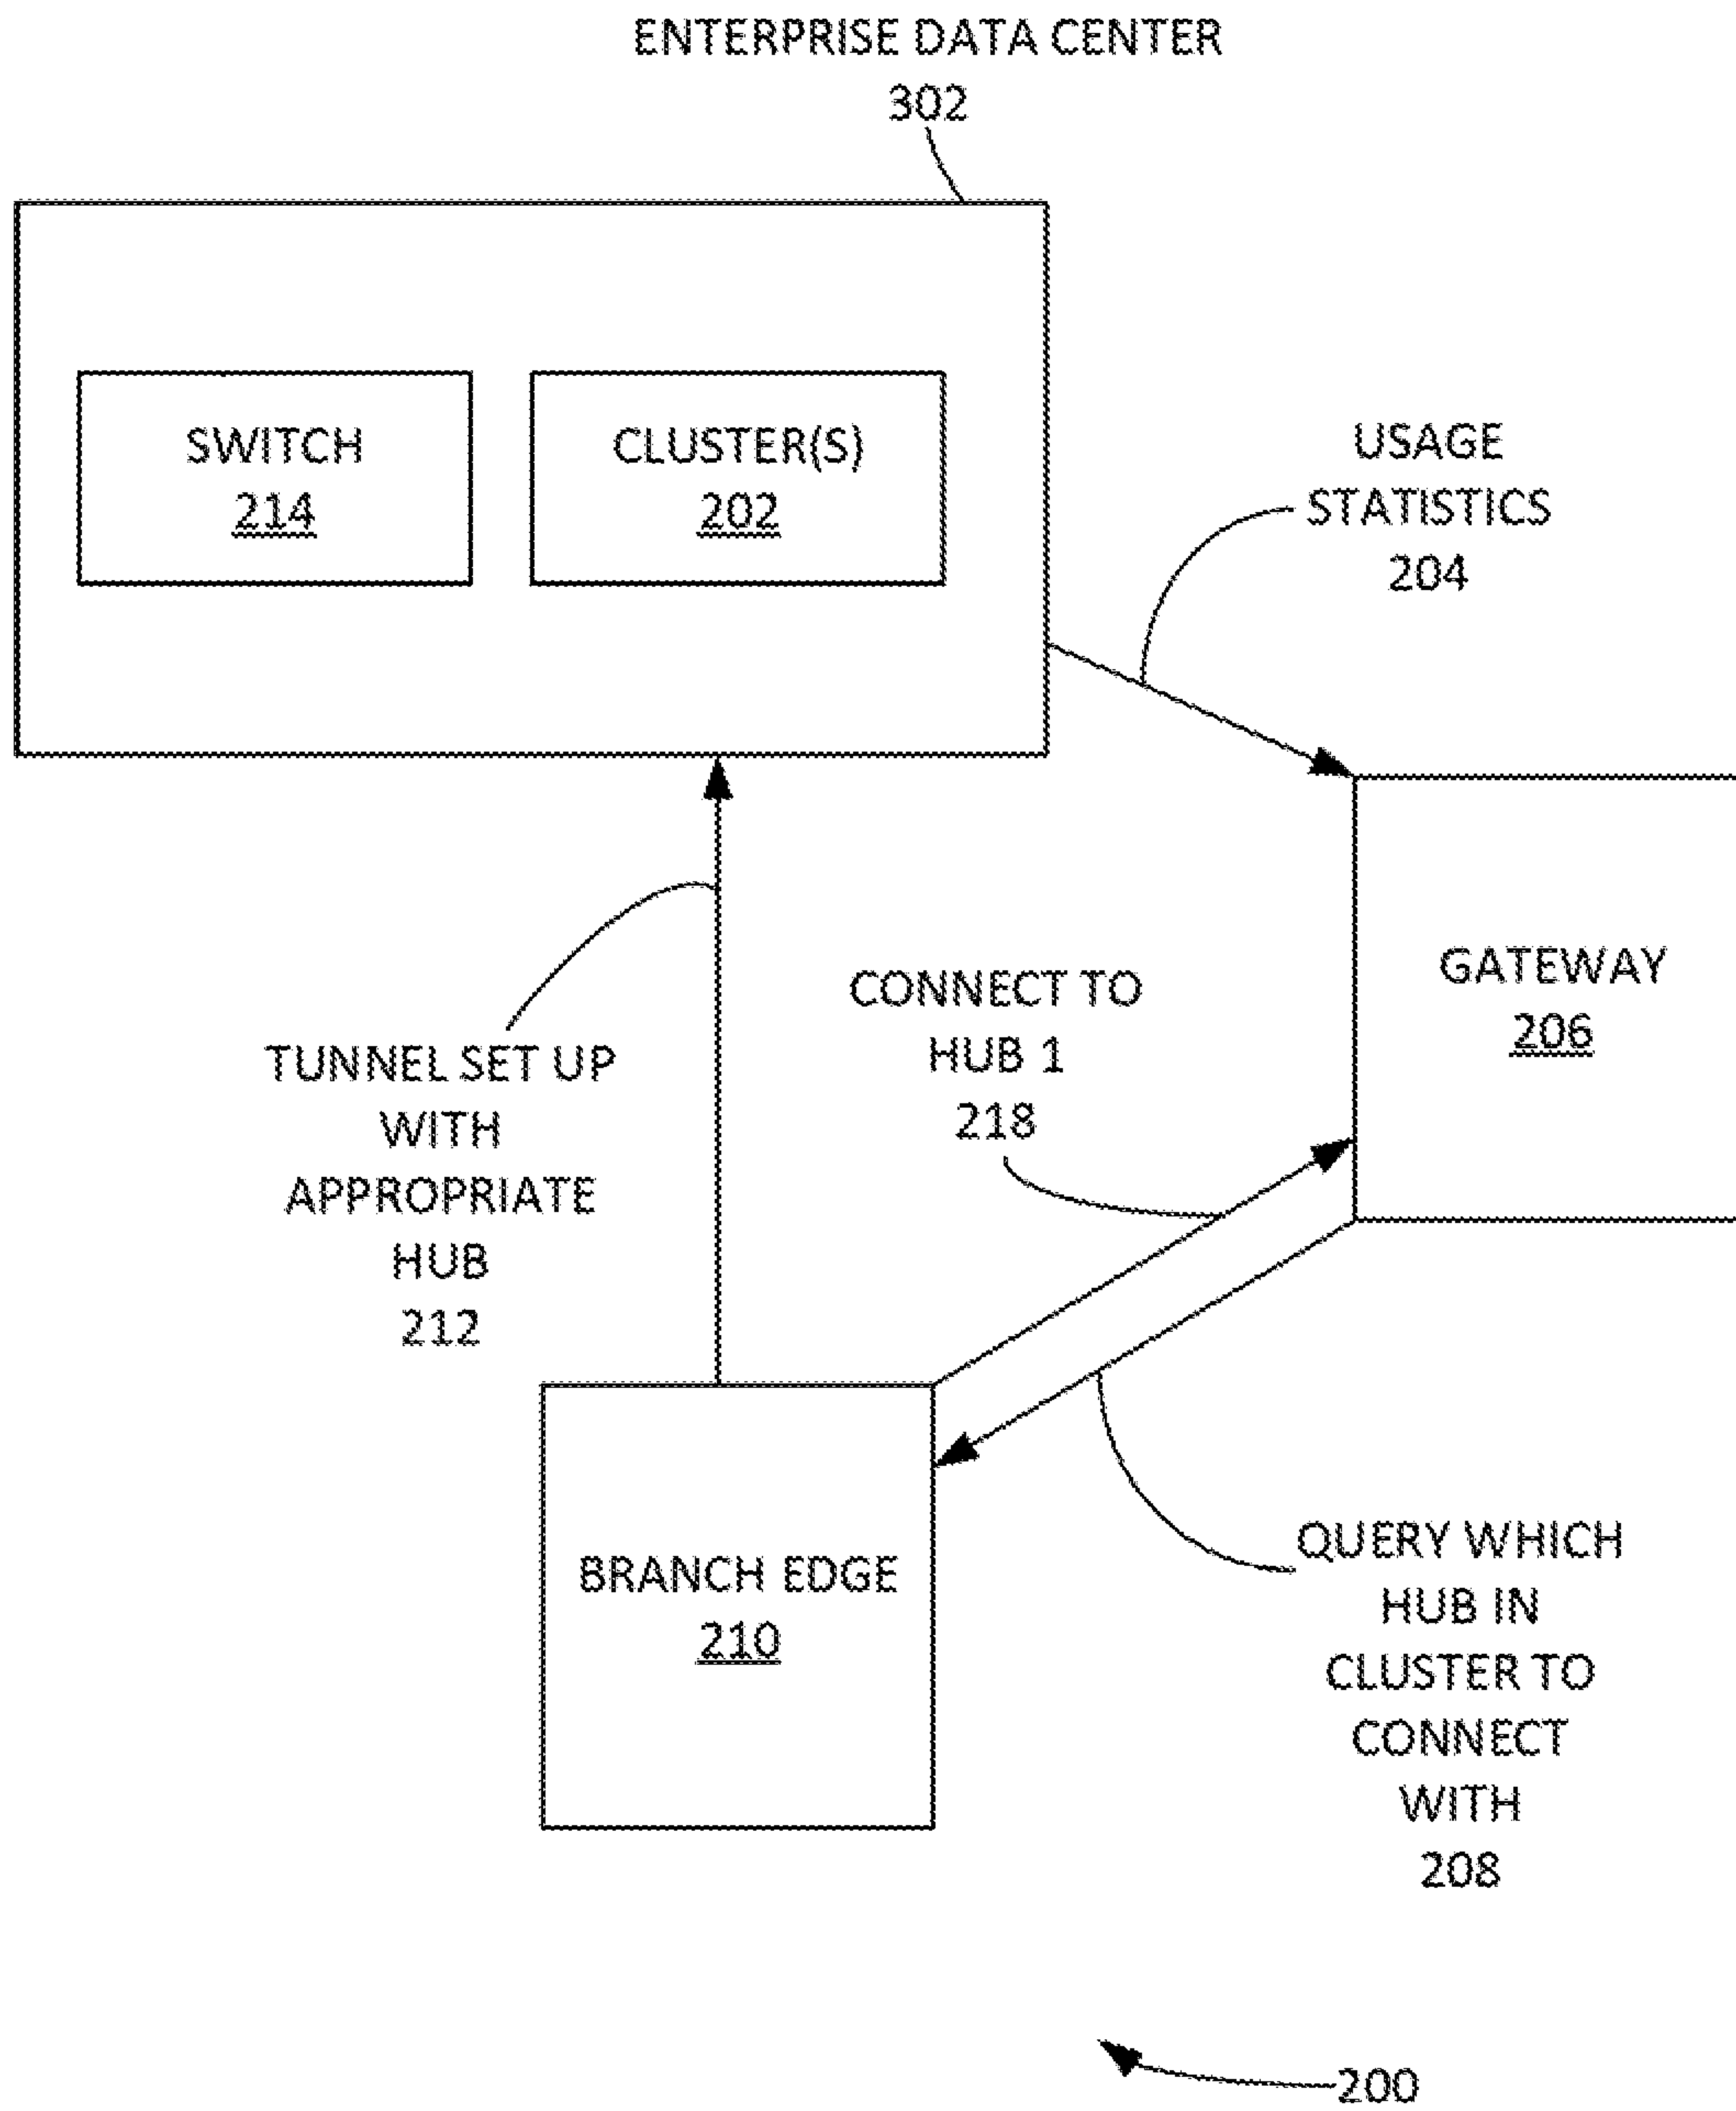 ENTERPRISE DATA CENTER
302
SWITCH
214
CLUSTER(S)
202
USAGE
STATISTICS
204
GATEWAY
206
CONNECT TO
HUB 1
218
TUNNEL SET UP
WITH
APPROPRIATE
HUB
212
BRANCH EDGE
210
QUERY WHICH
HUB IN
CLUSTER TO
CONNECT
WITH
208
200